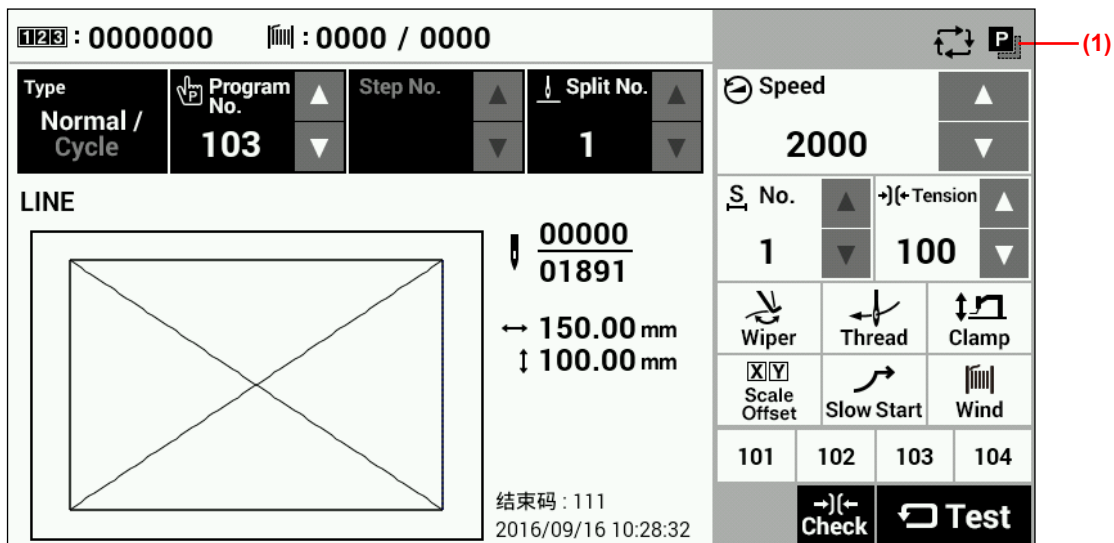 123 : 0000000 : 0000 / 0000
P
(1)
Type
Normal /
Cycle
P
Program
No.
103
Step No.
Split No.
1
Speed
2000
LINE
00000
01891
150.00 mm
100.00 mm
S No.
1
Tension
100
Wiper
Thread
Clamp
XY
Scale
Offset
Slow Start
Wind
101 102 103 104
结束码 : 111
2016/09/16 10:28:32
Check
Test